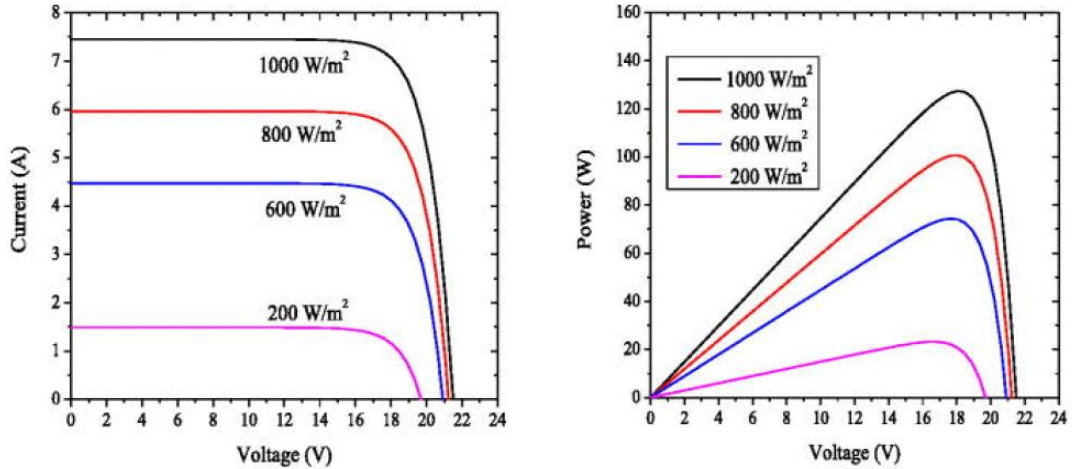 8
7
6
5
4
3
2
1
0
Current (A)
1000 W/m²
800 W/m²
600 W/m²
200 W/m²
0 2 4 6 8 10 12 14 16 18 20 22 24
Voltage (V)
160
140
120
100
80
60
40
20
0
Power (W)
1000 W/m²
800 W/m²
600 W/m²
200 W/m²
0 2 4 6 8 10 12 14 16 18 20 22 24
Voltage (V)